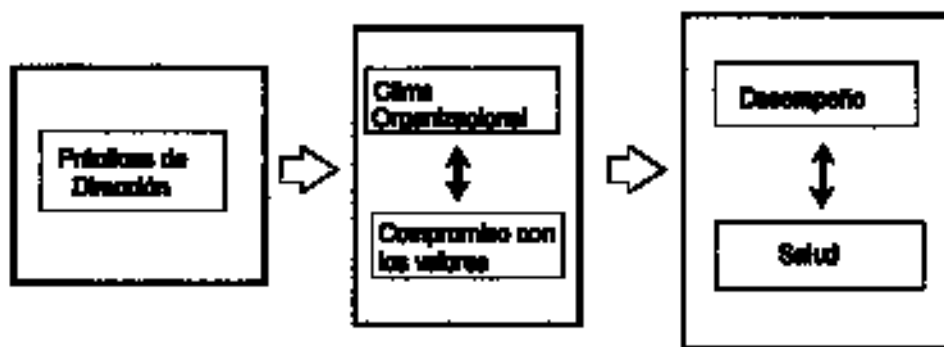 Prácticas de
Dirección
Clima
Organizacional
Compromiso con
los valores
Desempeño
Salud